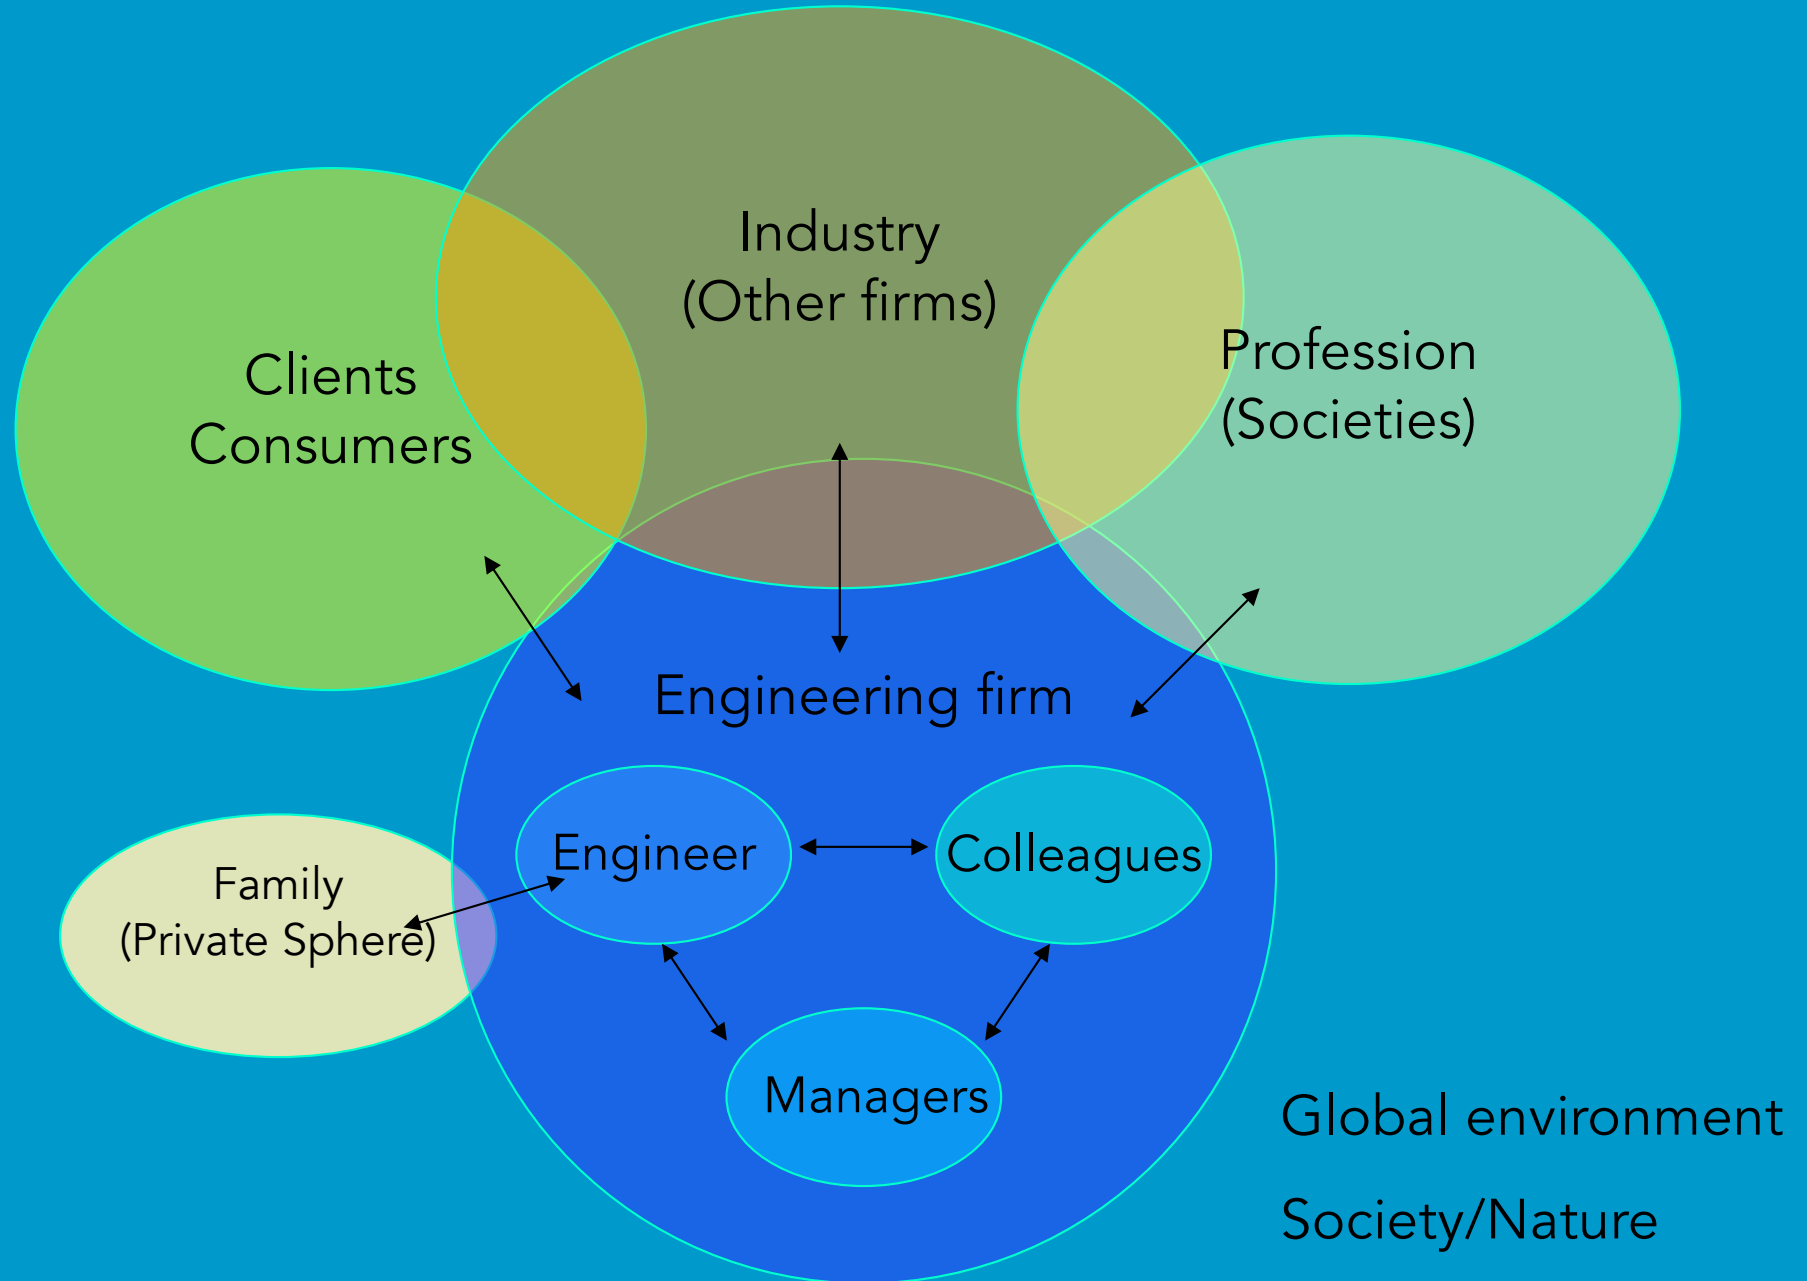 Industry
(Other firms)
Clients
Consumers
Profession
(Societies)
Engineering firm
Engineer
Colleagues
Family
(Private Sphere)
Managers
Global environment
Society/Nature